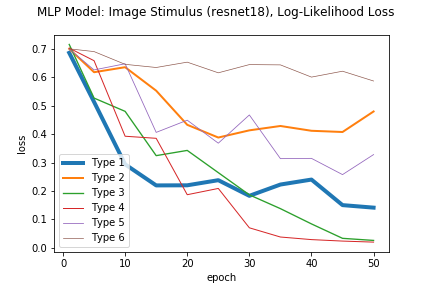 MLP Model: Image Stimulus (resnet18), Log-Likelihood Loss
0.7
0.6
0.5
0.4
0.3
0.2
0.1
0.0
loss
Type 1
Type 2
Type 3
Type 4
Type 5
Type 6
0 10 20 30 40 50
epoch